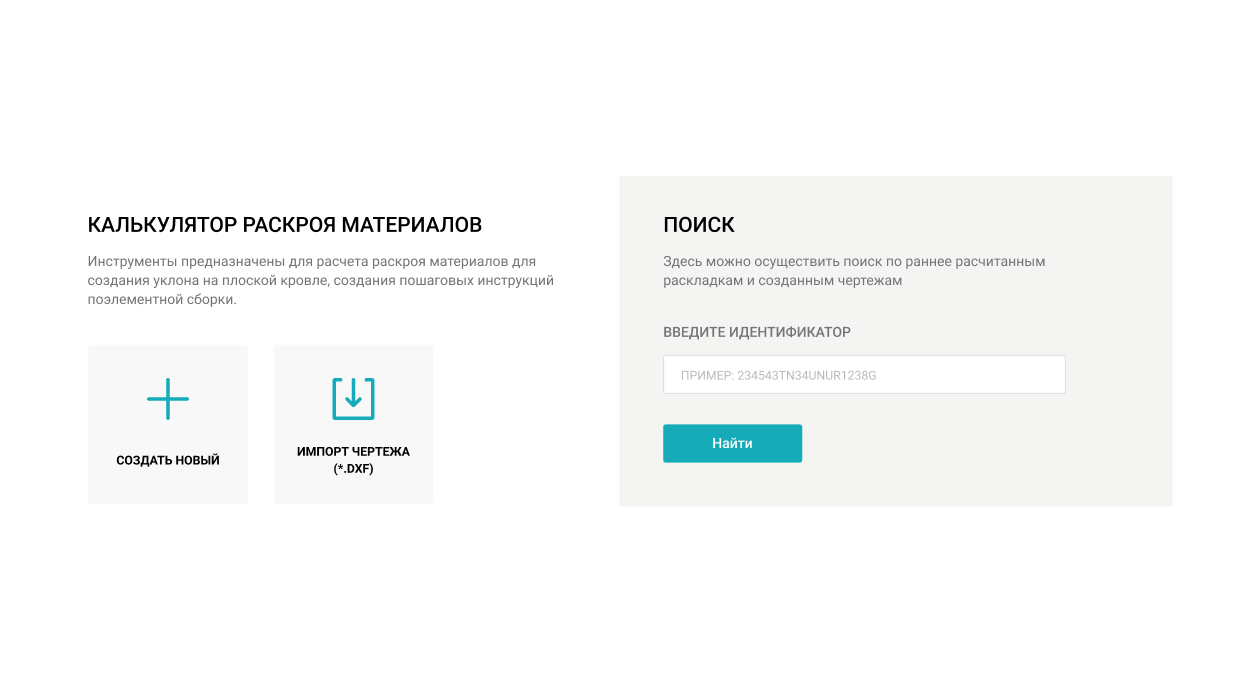 КАЛЬКУЛЯТОР РАСКРОЯ МАТЕРИАЛОВ
Инструменты предназначены для расчета раскроя материалов для
создания уклона на плоской кровле, создания пошаговых инструкций
поэлементной сборки.
СОЗДАТЬ НОВЫЙ
ИМПОРТ ЧЕРТЕЖА
(*.DXF)
ПОИСК
Здесь можно осуществить поиск по раннее расчитанным
раскладкам и созданным чертежам
ВВЕДИТЕ ИДЕНТИФИКАТОР
ПРИМЕР: 234543TN34UNUR1238G
Найти